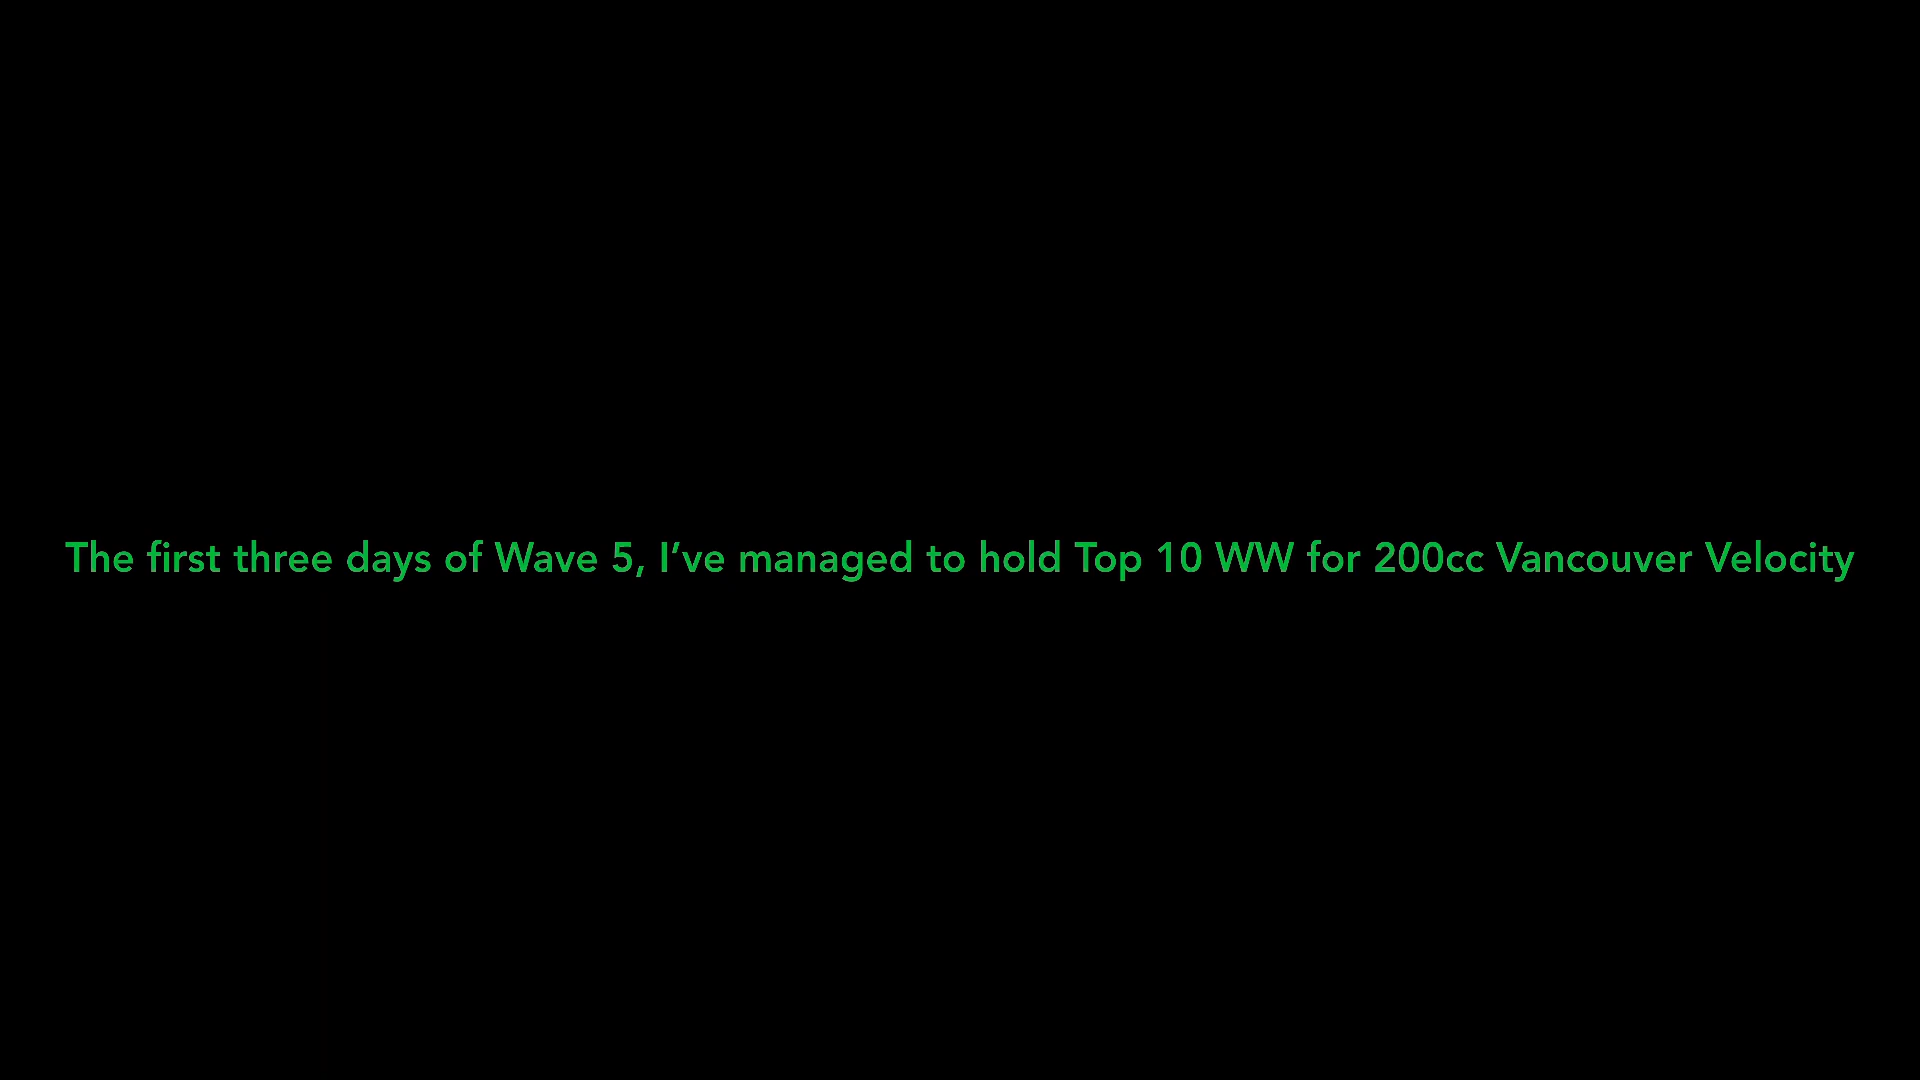 The first three days of Wave 5, I’ve managed to hold Top 10 WW for 200cc Vancouver Velocity